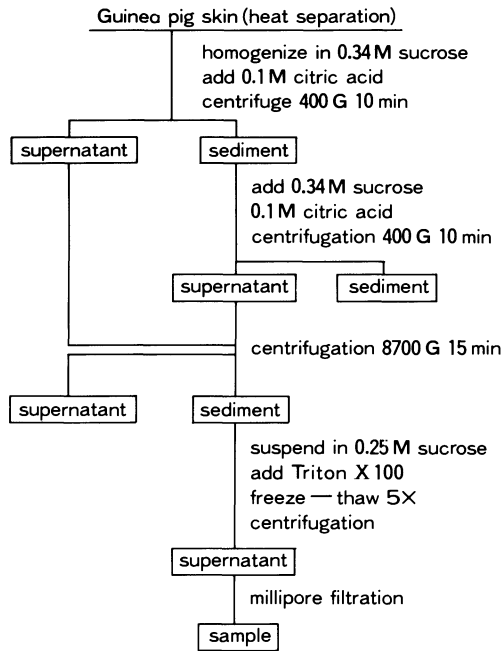 Guinea pig skin (heat separation)
homogenize in 0.34 M sucrose
add 0.1 M citric acid
centrifuge 400 G 10 min
supernatant
sediment
add 0.34 M sucrose
0.1 M citric acid
centrifugation 400 G 10 min
supernatant
sediment
centrifugation 8700 G 15 min
supernatant
sediment
suspend in 0.25 M sucrose
add Triton X 100
freeze — thaw 5X
centrifugation
supernatant
millipore filtration
sample